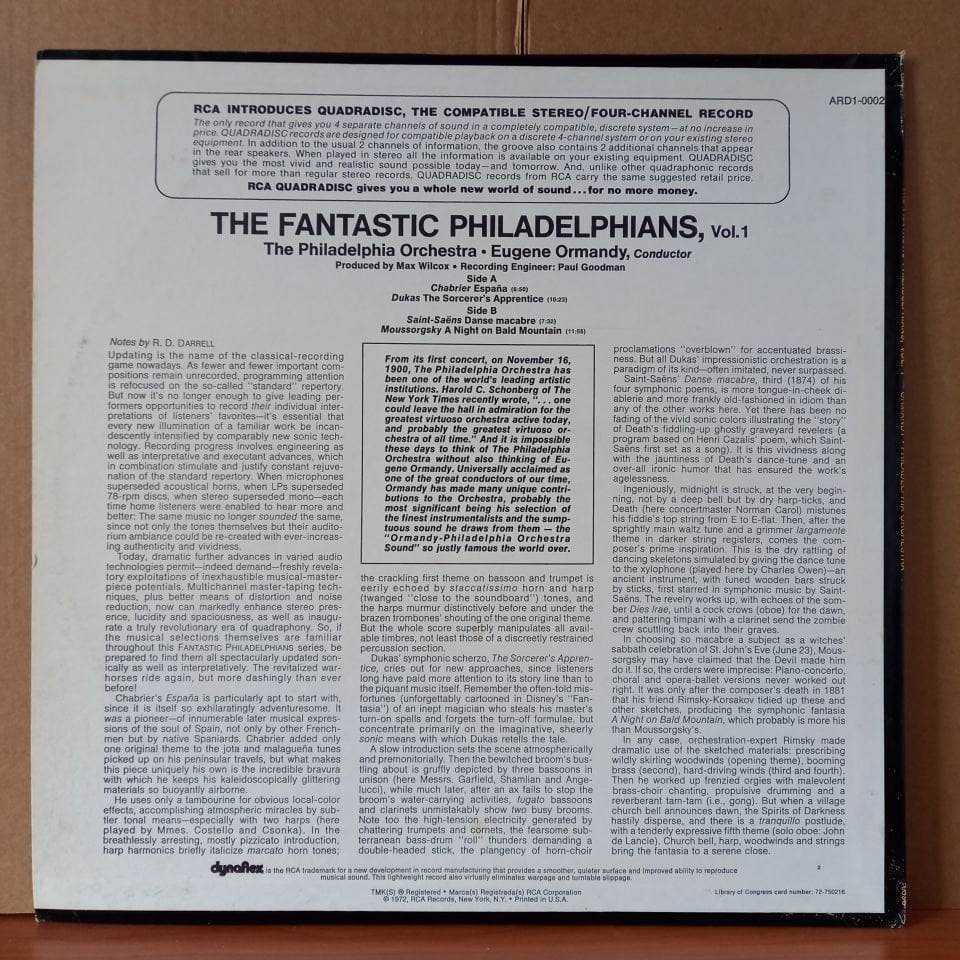 ARD1-0002
RCA INTRODUCES QUADRADISC, THE COMPATIBLE STEREO/FOUR-CHANNEL RECORD
The only record that gives you 4 separate channels of sound in a completely compatible, discrete system—at no increase in
price. QUADRADISC records are designed for compatible playback on a discrete 4-channel system or on your existing stereo
equipment. In addition to the usual 2 channels of information, the groove also contains 2 additional channels that appear
in the rear speakers. When played in stereo all the information is available on your existing equipment. QUADRADISC
gives you the most vivid and realistic sound possible today—and tomorrow. And, unlike other quadraphonic records
that sell for more than regular stereo records, QUADRADISC records from RCA carry the same suggested retail price.
RCA QUADRADISC gives you a whole new world of sound...for no more money.
THE FANTASTIC PHILADELPHIANS, Vol.1
The Philadelphia Orchestra • Eugene Ormandy, Conductor
Produced by Max Wilcox • Recording Engineer: Paul Goodman
Side A
Chabrier España (5:50)
Dukas The Sorcerer's Apprentice (10:23)
Side B
Saint-Saëns Danse macabre (7:32)
Moussorgsky A Night on Bald Mountain (11:55)
Notes by R. D. DARRELL
Updating is the name of the classical-recording
game nowadays. As fewer and fewer important com-
positions remain unrecorded, programming attention
is refocused on the so-called "standard" repertory.
But now it's no longer enough to give leading per-
formers opportunities to record their individual inter-
pretations of listeners' favorites—it's essential that
every new illumination of a familiar work be incan-
descently intensified by comparably new sonic tech-
nology. Recording progress involves engineering as
well as interpretative and executant advances, which
in combination stimulate and justify constant rejuve-
nation of the standard repertory. When microphones
superseded acoustical horns, when LPs superseded
78-rpm discs, when stereo superseded mono—each
time home listeners were enabled to hear more and
better: The same music no longer sounded the same,
since not only the tones themselves but their audito-
rium ambiance could be re-created with ever-increas-
ing authenticity and vividness.
Today, dramatic further advances in varied audio
technologies permit—indeed demand—freshly revela-
tory exploitations of inexhaustible musical-master-
piece potentials. Multichannel master-taping tech-
niques, plus better means of distortion and noise
reduction, now can markedly enhance stereo pres-
ence, lucidity and spaciousness, as well as inaugu-
rate a truly revolutionary era of quadraphony. So, if
the musical selections themselves are familiar
throughout this FANTASTIC PHILADELPHIANS series, be
prepared to find them all spectacularly updated son-
ically as well as interpretatively. The revitalized war-
horses ride again, but more dashingly than ever
before!
Chabrier's España is particularly apt to start with,
since it is itself so exhilaratingly adventuresome. It
was a pioneer—of innumerable later musical expres-
sions of the soul of Spain, not only by other French-
men but by native Spaniards. Chabrier added only
one original theme to the jota and malagueña tunes
picked up on his peninsular travels, but what makes
this piece uniquely his own is the incredible bravura
with which he keeps his kaleidoscopically glittering
materials so buoyantly airborne.
He uses only a tambourine for obvious local-color
effects, accomplishing atmospheric miracles by sub-
tler tonal means—especially with two harps (here
played by Mmes. Costello and Csonka). In the
breathlessly arresting, mostly pizzicato introduction,
harp harmonics briefly italicize marcato horn tones;
From its first concert, on November 16,
1900, The Philadelphia Orchestra has
been one of the world's leading artistic
institutions. Harold C. Schonberg of The
New York Times recently wrote, "... one
could leave the hall in admiration for the
greatest virtuoso orchestra active today,
and probably the greatest virtuoso or-
chestra of all time." And it is impossible
these days to think of The Philadelphia
Orchestra without also thinking of Eu-
gene Ormandy. Universally acclaimed as
one of the great conductors of our time,
Ormandy has made many unique contri-
butions to the Orchestra, probably the
most significant being his selection of
the finest instrumentalists and the sump-
tuous sound he draws from them — the
"Ormandy-Philadelphia Orchestra
Sound" so justly famous the world over.
the crackling first theme on bassoon and trumpet is
eerily echoed by staccatissimo horn and harp
(twanged "close to the soundboard") tones, and
the harps murmur distinctively before and under the
brazen trombones' shouting of the one original theme.
But the whole score superbly manipulates all avail-
able timbres, not least those of a discreetly restrained
percussion section.
Dukas' symphonic scherzo, The Sorcerer's Appren-
tice, cries out for new approaches, since listeners
long have paid more attention to its story line than to
the piquant music itself. Remember the often-told mis-
fortunes (unforgettably cartooned in Disney's "Fan-
tasia") of an inept magician who steals his master's
turn-on spells and forgets the turn-off formulae, but
concentrate primarily on the imaginative, sheerly
sonic means with which Dukas retells the tale.
A slow introduction sets the scene atmospherically
and premonitorially. Then the bewitched broom's bus-
tling about is gruffly depicted by three bassoons in
unison (here Messrs. Garfield, Shamlian and Ange-
lucci), while much later, after an ax fails to stop the
broom's water-carrying activities, fugato bassoons
and clarinets unmistakably show two busy brooms.
Note too the high-tension electricity generated by
chattering trumpets and cornets, the fearsome sub-
terranean bass-drum "roll" thunders demanding a
double-headed stick, the plangency of horn-choir
proclamations "overblown" for accentuated brassi-
ness. But all Dukas' impressionistic orchestration is a
paradigm of its kind—often imitated, never surpassed.
Saint-Saëns' Danse macabre, third (1874) of his
four symphonic poems, is more tongue-in-cheek di-
ablerie and more frankly old-fashioned in idiom than
any of the other works here. Yet there has been no
fading of the vivid sonic colors illustrating the "story"
of Death's fiddling-up ghostly graveyard revelers (a
program based on Henri Cazalis' poem, which Saint-
Saëns first set as a song). It is this vividness along
with the jauntiness of Death's dance-tune and an
over-all ironic humor that has ensured the work's
agelessness.
Ingeniously, midnight is struck, at the very begin-
ning, not by a deep bell but by dry harp-ticks, and
Death (here concertmaster Norman Carol) mistunes
his fiddle's top string from E to E-flat. Then, after the
sprightly main waltz tune and a grimmer largamente
theme in darker string registers, comes the com-
poser's prime inspiration. This is the dry rattling of
dancing skeletons simulated by giving the dance tune
to the xylophone (played here by Charles Owen)—an
ancient instrument, with tuned wooden bars struck
by sticks, first starred in symphonic music by Saint-
Saëns. The revelry works up, with echoes of the som-
ber Dies Irae, until a cock crows (oboe) for the dawn,
and pattering timpani with a clarinet send the zombie
crew scuttling back into their graves.
In choosing so macabre a subject as a witches'
sabbath celebration of St. John's Eve (June 23), Mous-
sorgsky may have claimed that the Devil made him
do it. If so, the orders were imprecise: Piano-concerto,
choral and opera-ballet versions never worked out
right. It was only after the composer's death in 1881
that his friend Rimsky-Korsakov tidied up these and
other sketches, producing the symphonic fantasia
A Night on Bald Mountain, which probably is more his
than Moussorgsky's.
In any case, orchestration-expert Rimsky made
dramatic use of the sketched materials: prescribing
wildly skirling woodwinds (opening theme), booming
brass (second), hard-driving winds (third and fourth).
Then he worked up frenzied orgies with malevolent
brass-choir chanting, propulsive drumming and a
reverberant tam-tam (i.e., gong). But when a village
church bell announces dawn, the Spirits of Darkness
hastily disperse, and there is a tranquillo postlude,
with a tenderly expressive fifth theme (solo oboe: John
de Lancie). Church bell, harp, woodwinds and strings
bring the fantasia to a serene close.
dynaflex is the RCA trademark for a new development in record manufacturing that provides a smoother, quieter surface and improved ability to reproduce
musical sound. This lightweight record also virtually eliminates warpage and turntable slippage.
2
TMK(S) ® Registered • Marca(s) Registrada(s) RCA Corporation
© 1972, RCA Records, New York, N.Y. • Printed in U.S.A.
Library of Congress card number: 72-750216